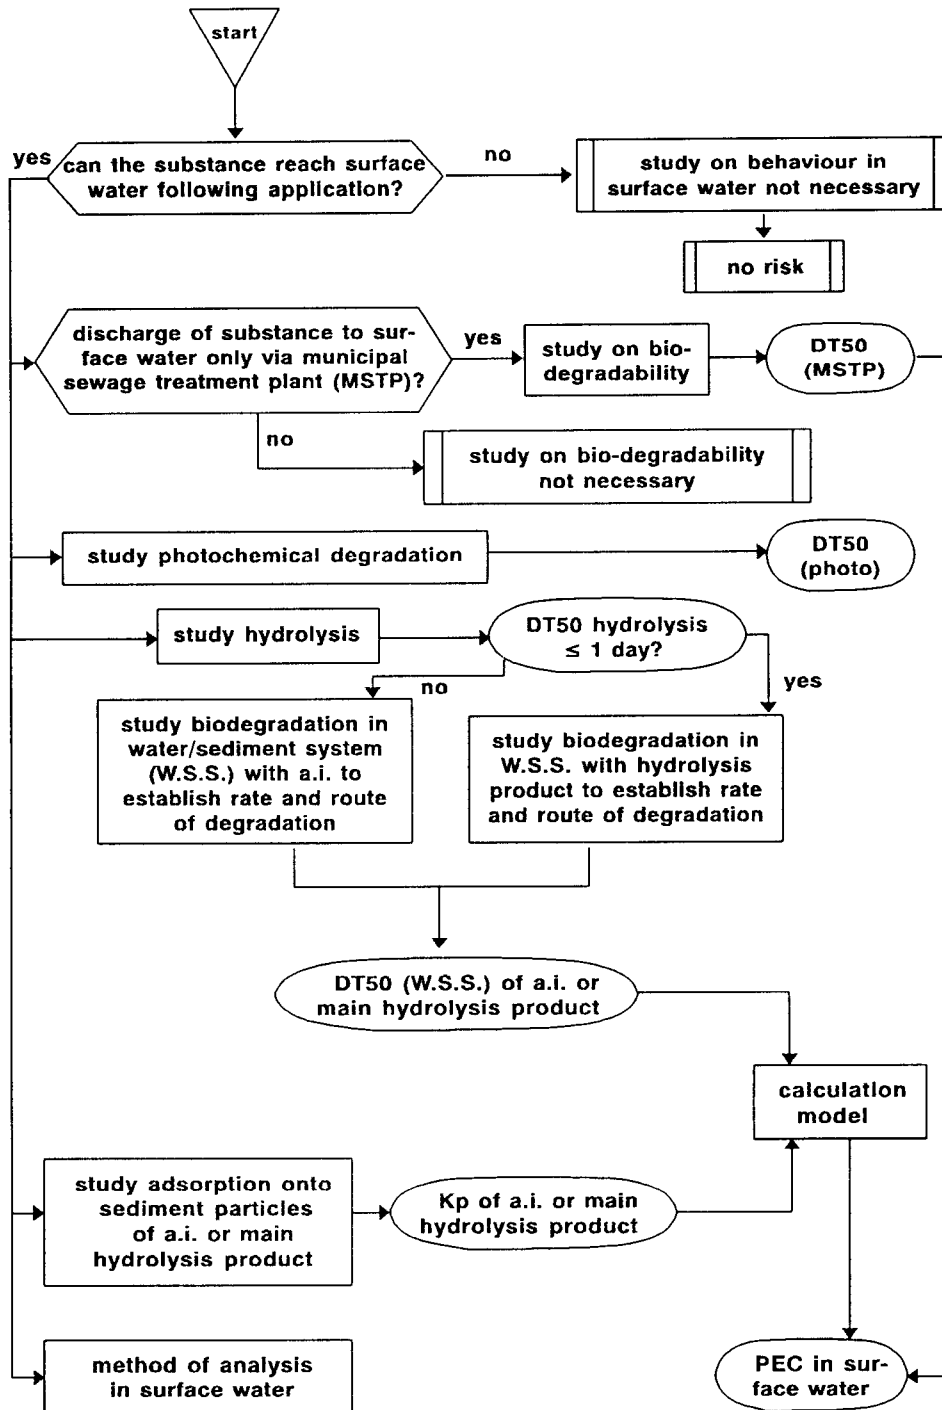 start
yes
can the substance reach surface
water following application?
no
study on behaviour in
surface water not necessary
no risk
discharge of substance to sur-
face water only via municipal
sewage treatment plant (MSTP)?
yes
study on bio-
degradability
DT50
(MSTP)
no
study on bio-degradability
not necessary
study photochemical degradation
DT50
(photo)
study hydrolysis
DT50 hydrolysis
≤ 1 day?
no
yes
study biodegradation in
water/sediment system
(W.S.S.) with a.i. to
establish rate and route
of degradation
study biodegradation in
W.S.S. with hydrolysis
product to establish rate
and route of degradation
DT50 (W.S.S.) of a.i. or
main hydrolysis product
calculation
model
study adsorption onto
sediment particles
of a.i. or main
hydrolysis product
Kp of a.i. or main
hydrolysis product
method of analysis
in surface water
PEC in sur-
face water